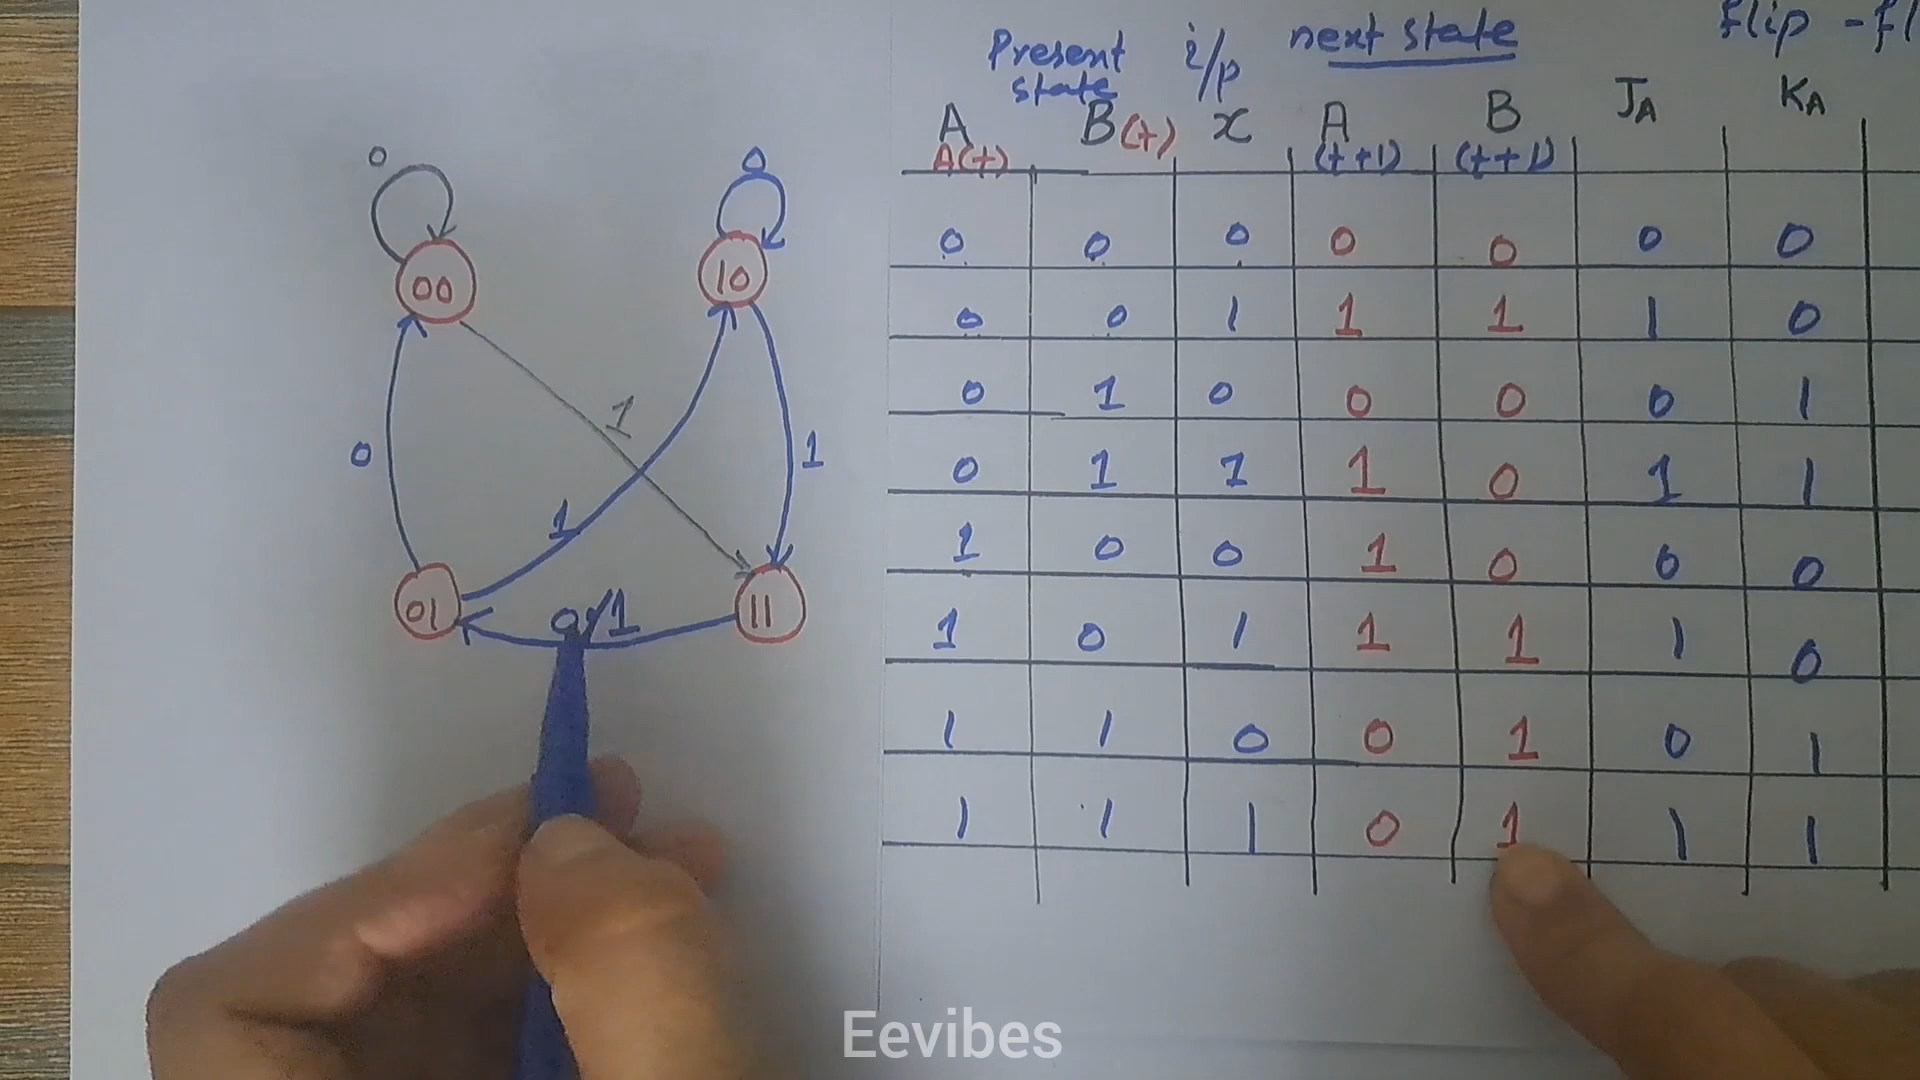 Present i/p next state Flip - Fl
state
A B(t) x A B JA KA
A(t) (t+1) (t+1)
0 0 0 0 0 0 0
0 0 1 1 1 1 0
0 1 0 0 0 0 1
0 1 1 1 0 1 1
1 0 0 1 0 0 0
1 0 1 1 1 1 0
1 1 0 0 1 0 1
1 1 1 0 1 1 1
0 0
00 10
1
0 1
1
01 0/1 11
Eevibes